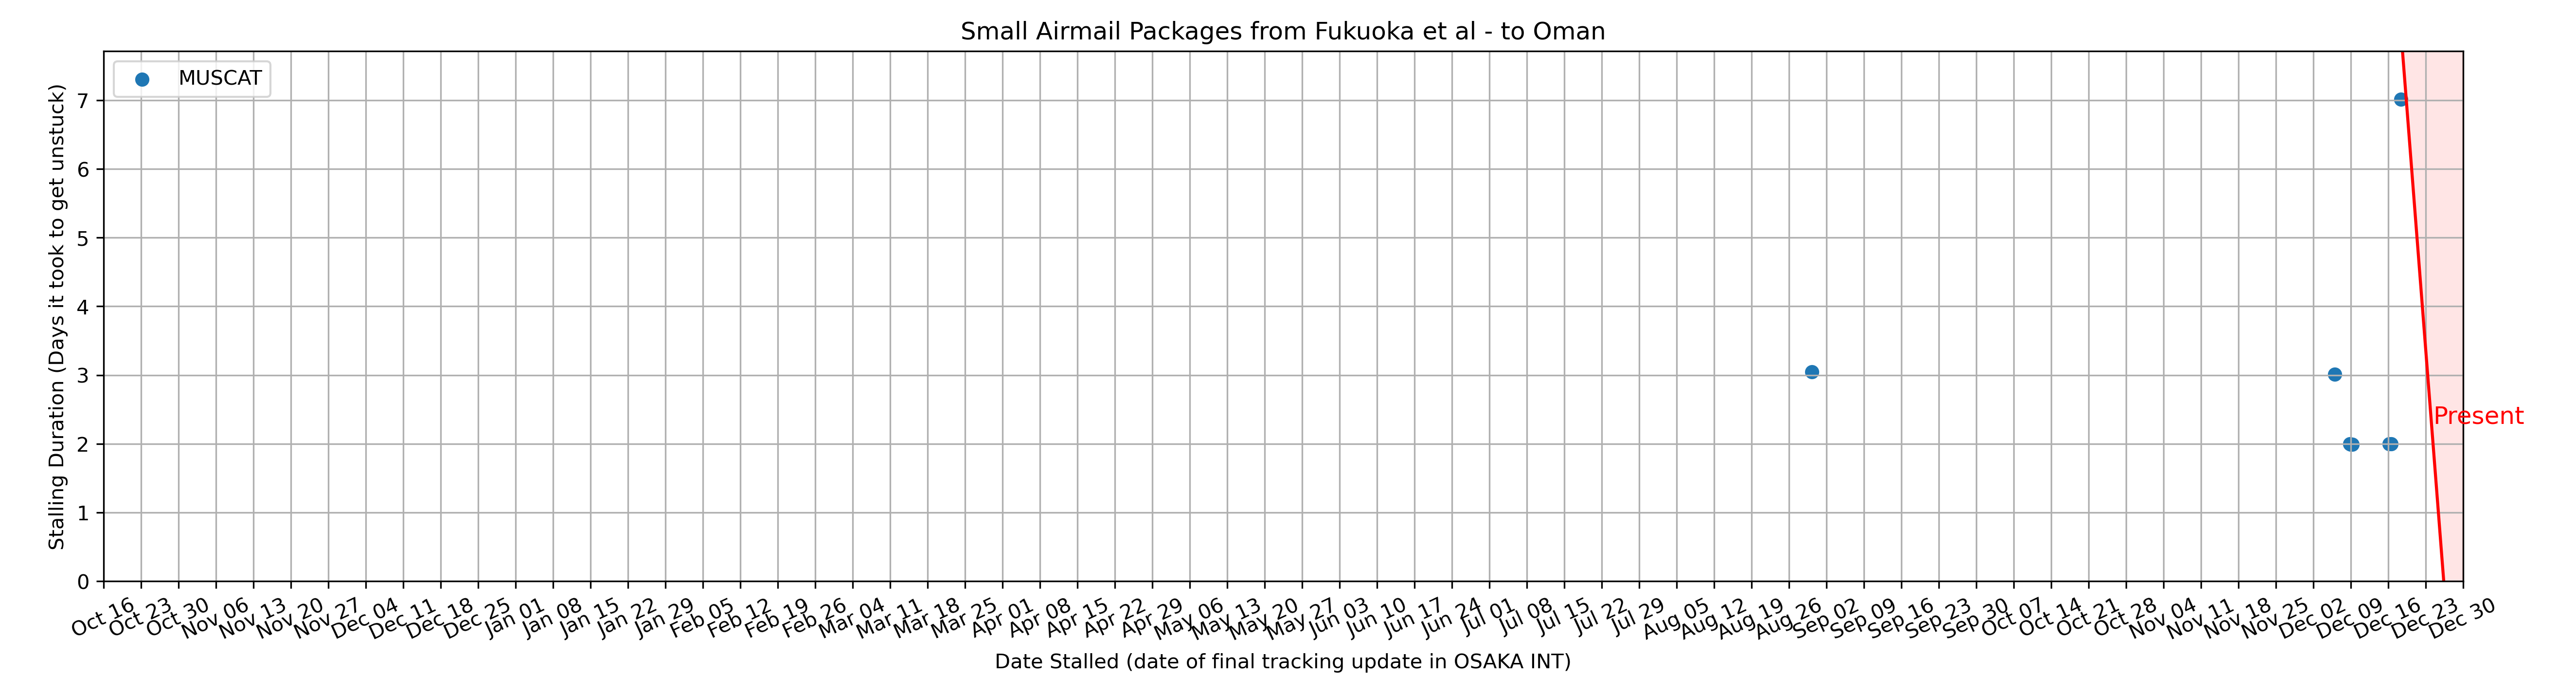 Small Airmail Packages from Fukuoka et al - to Oman
MUSCAT
Stalling Duration (Days it took to get unstuck)
7
6
5
4
3
2
1
0
Present
Oct 16 Oct 23 Oct 30 Nov 06 Nov 13 Nov 20 Nov 27 Dec 04 Dec 11 Dec 18 Dec 25 Jan 01 Jan 08 Jan 15 Jan 22 Jan 29 Feb 05 Feb 12 Feb 19 Feb 26 Mar 04 Mar 11 Mar 18 Mar 25 Apr 01 Apr 08 Apr 15 Apr 22 Apr 29 May 06 May 13 May 20 May 27 Jun 03 Jun 10 Jun 17 Jun 24 Jul 01 Jul 08 Jul 15 Jul 22 Jul 29 Aug 05 Aug 12 Aug 19 Aug 26 Sep 02 Sep 09 Sep 16 Sep 23 Sep 30 Oct 07 Oct 14 Oct 21 Oct 28 Nov 04 Nov 11 Nov 18 Nov 25 Dec 02 Dec 09 Dec 16 Dec 23 Dec 30
Date Stalled (date of final tracking update in OSAKA INT)